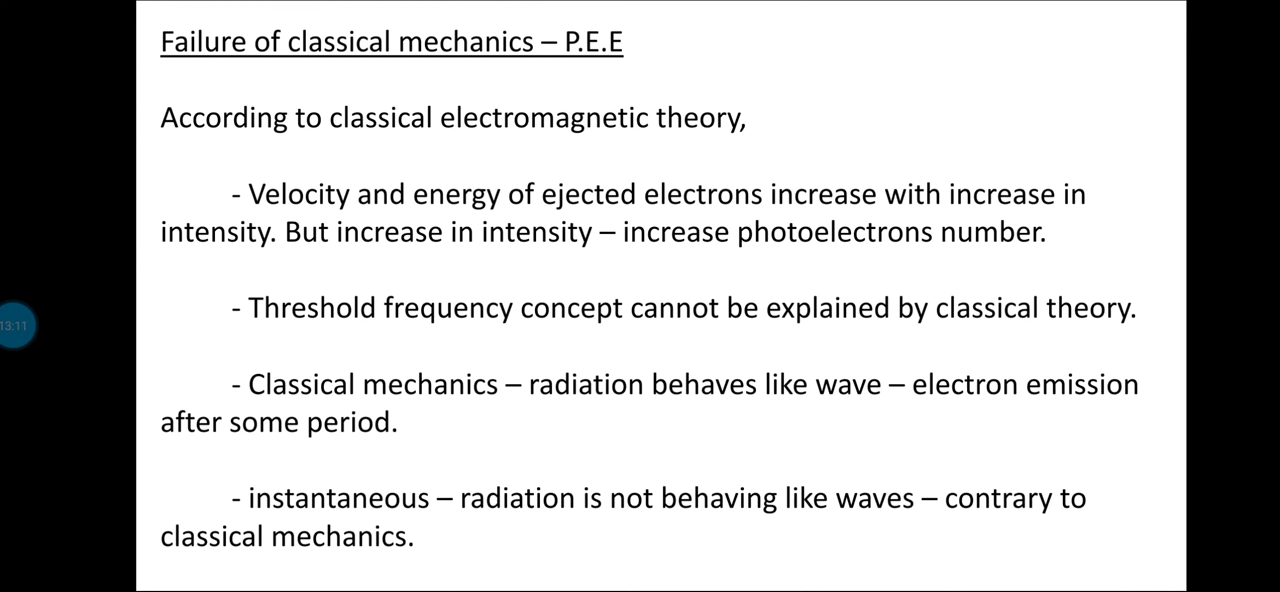 Failure of classical mechanics – P.E.E
According to classical electromagnetic theory,
- Velocity and energy of ejected electrons increase with increase in
intensity. But increase in intensity – increase photoelectrons number.
- Threshold frequency concept cannot be explained by classical theory.
- Classical mechanics – radiation behaves like wave – electron emission
after some period.
13:11
- instantaneous – radiation is not behaving like waves – contrary to
classical mechanics.